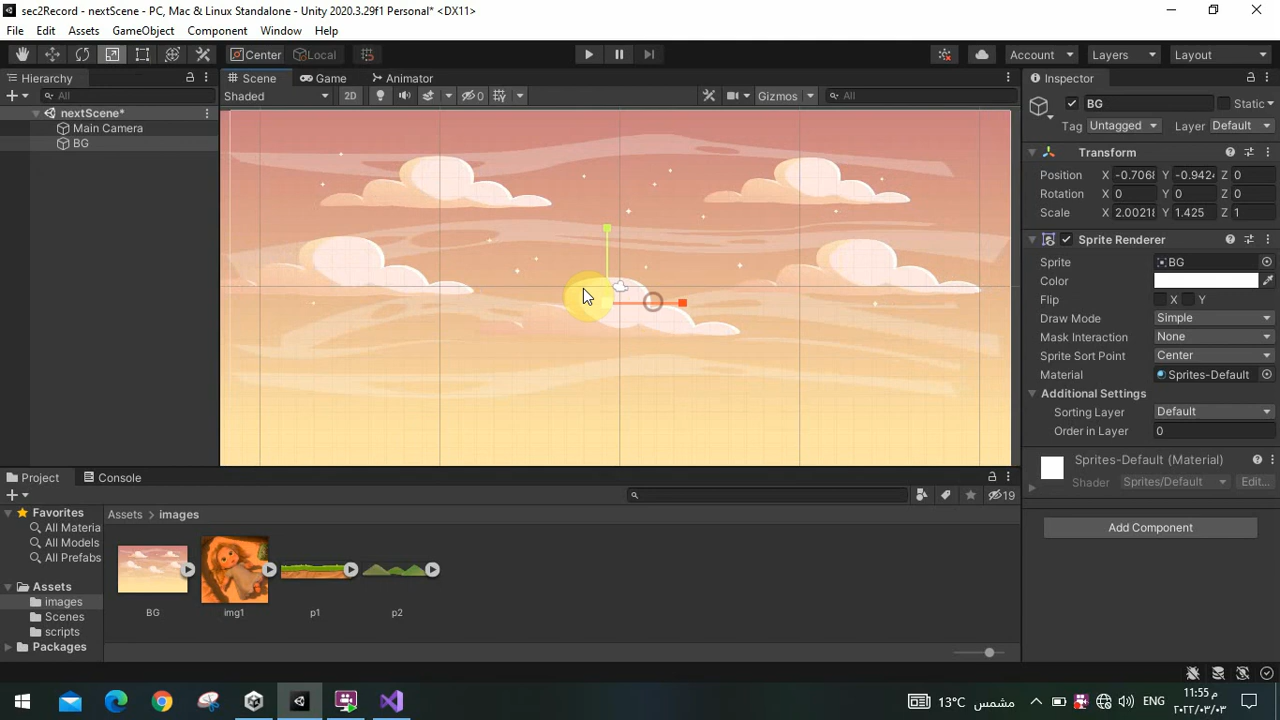 sec2Record - nextScene - PC, Mac & Linux Standalone - Unity 2020.3.29f1 Personal* <DX11>
File Edit Assets GameObject Component Window Help
Center Local Account Layers Layout
Hierarchy Scene Game Animator Inspector
All Shaded 2D 0 Gizmos All BG Static
nextScene*
Main Camera
BG
Tag Untagged Layer Default
Transform
Position X -0.7068 Y -0.942 Z 0
Rotation X 0 Y 0 Z 0
Scale X 2.00218 Y 1.425 Z 1
Sprite Renderer
Sprite BG
Color
Flip X Y
Draw Mode Simple
Mask Interaction None
Sprite Sort Point Center
Material Sprites-Default
Additional Settings
Sorting Layer Default
Order in Layer 0
Sprites-Default (Material)
Shader Sprites/Default Edit...
Add Component
Project Console
19
Favorites
All Materia
All Models
All Prefabs
Assets
images
Scenes
scripts
Packages
Assets > images
BG img1 p1 p2
13°C مشمس ENG م 11:55
٢٠٢٢/٠٣/٠٣